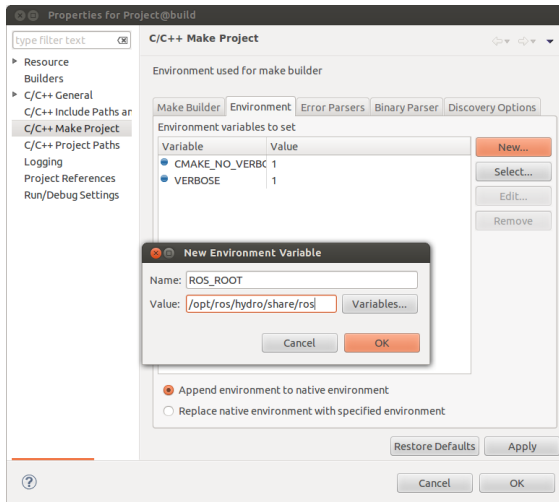 Properties for Project@build
type filter text
C/C++ Make Project
Resource
Builders
C/C++ General
C/C++ Include Paths an
C/C++ Make Project
C/C++ Project Paths
Logging
Project References
Run/Debug Settings
Environment used for make builder
Make Builder Environment Error Parsers Binary Parser Discovery Options
Environment variables to set
Variable Value
CMAKE_NO_VERBO 1
VERBOSE 1
New...
Select...
Edit...
Remove
New Environment Variable
Name: ROS_ROOT
Value: /opt/ros/hydro/share/ros Variables...
Cancel OK
Append environment to native environment
Replace native environment with specified environment
Restore Defaults Apply
? Cancel OK